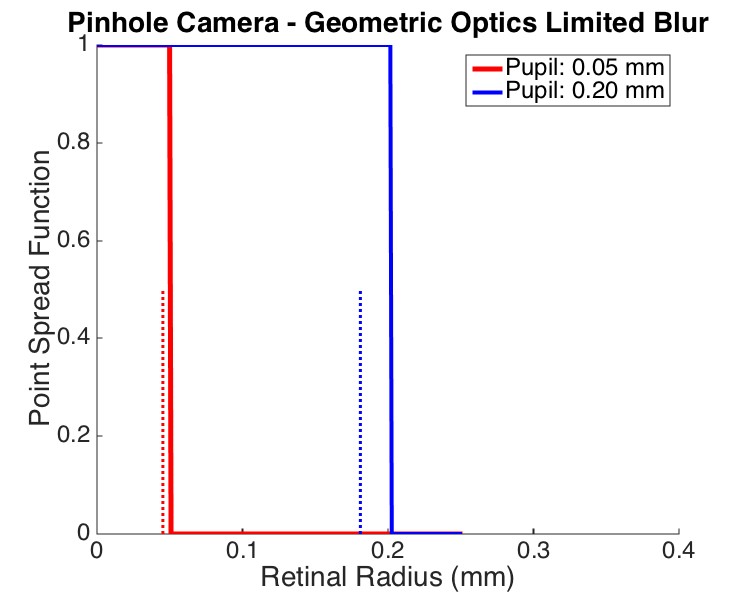 Pinhole Camera - Geometric Optics Limited Blur
Pupil: 0.05 mm
Pupil: 0.20 mm
Point Spread Function
1
0.8
0.6
0.4
0.2
0
0 0.1 0.2 0.3 0.4
Retinal Radius (mm)